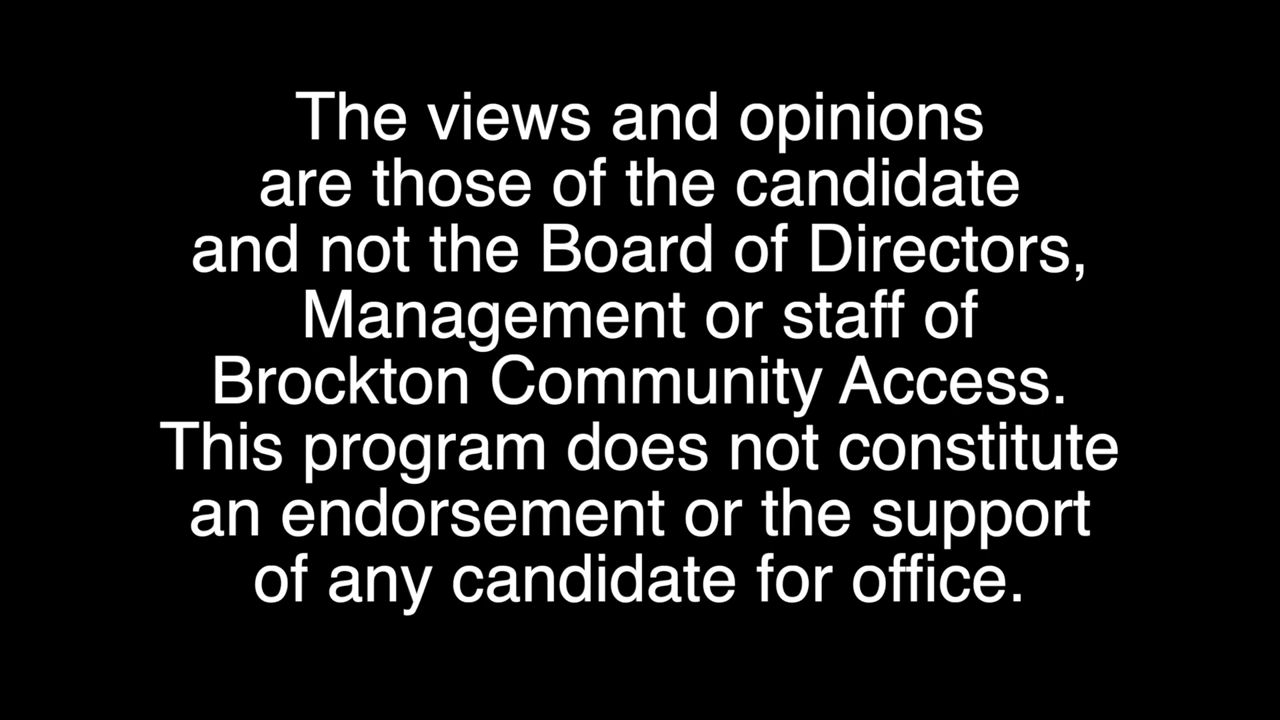 The views and opinions
are those of the candidate
and not the Board of Directors,
Management or staff of
Brockton Community Access.
This program does not constitute
an endorsement or the support
of any candidate for office.